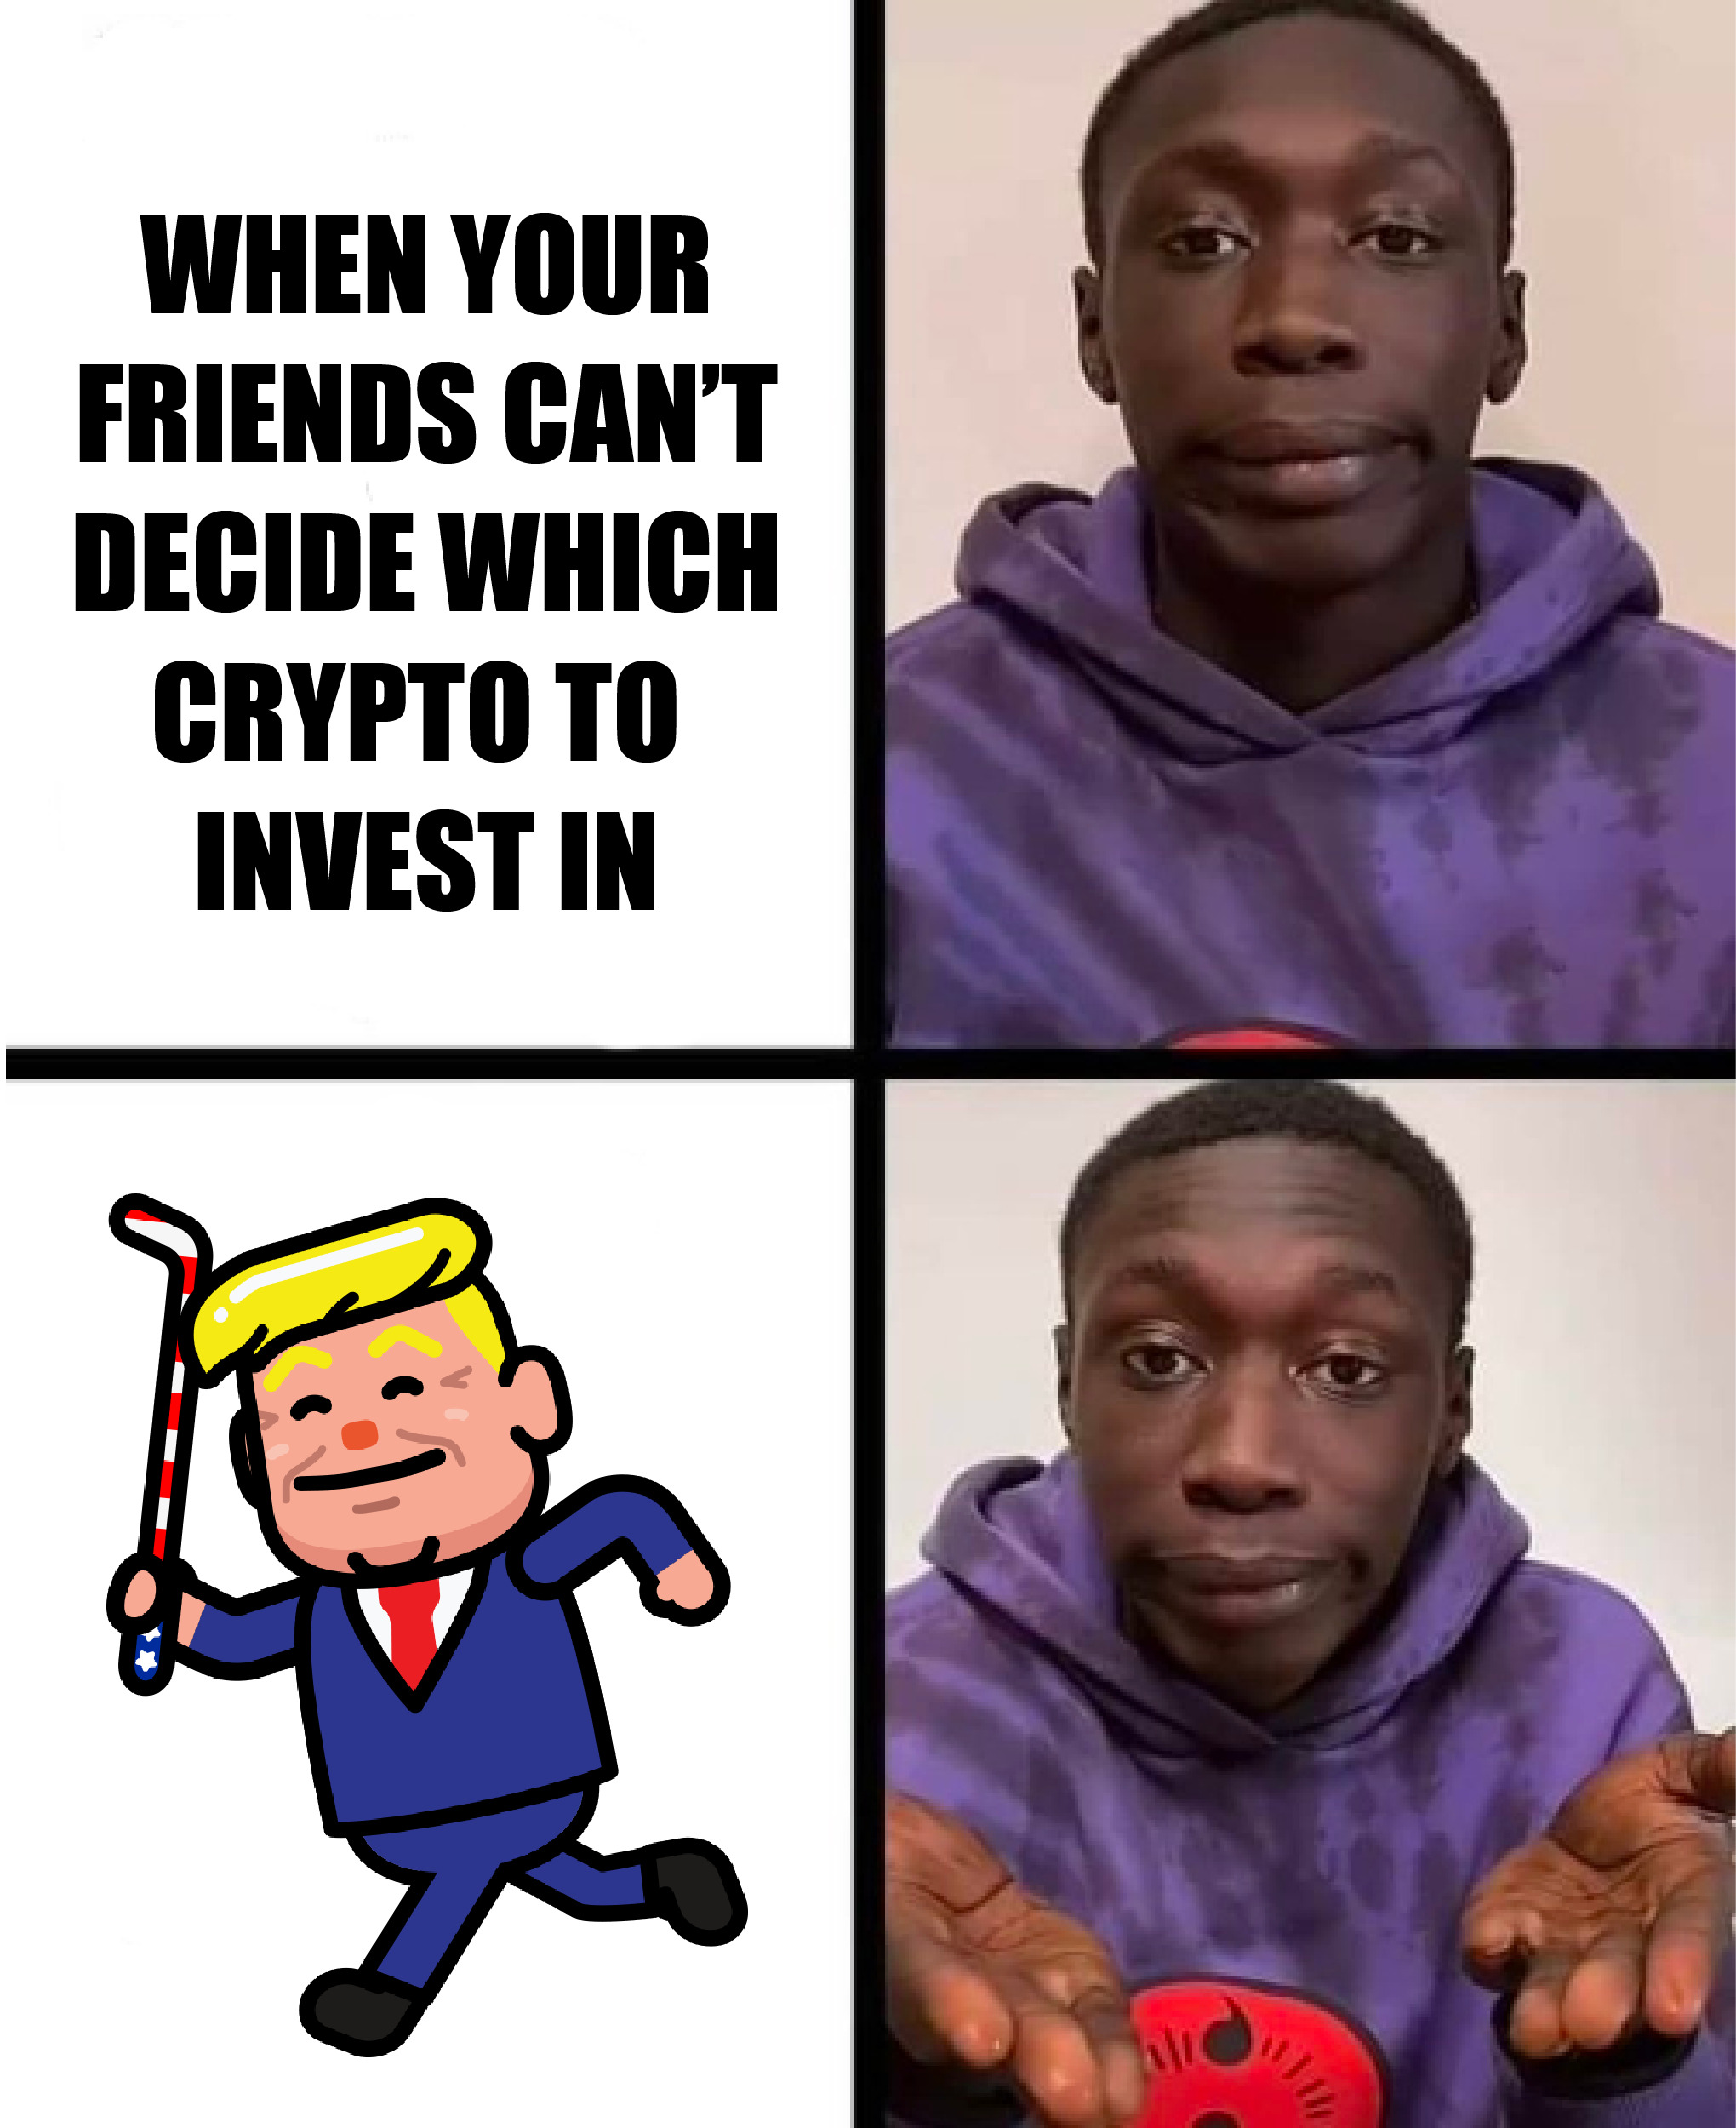 WHEN YOUR
FRIENDS CAN'T
DECIDE WHICH
CRYPTO TO
INVEST IN